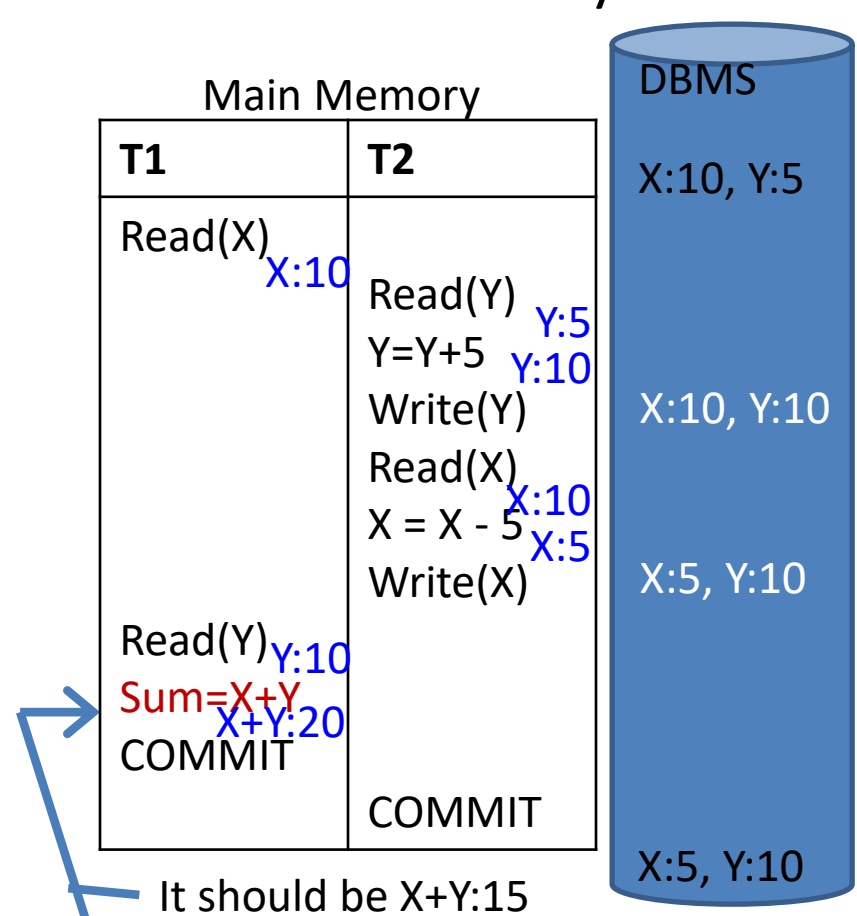 Main Memory
DBMS
T1
T2
X:10, Y:5
Read(X)
X:10
Read(Y)
Y:5
Y=Y+5
Y:10
Write(Y)
X:10, Y:10
Read(X)
X:10
X = X - 5
X:5
Write(X)
X:5, Y:10
Read(Y)
Y:10
Sum=X+Y
X+Y:20
COMMIT
COMMIT
X:5, Y:10
It should be X+Y:15